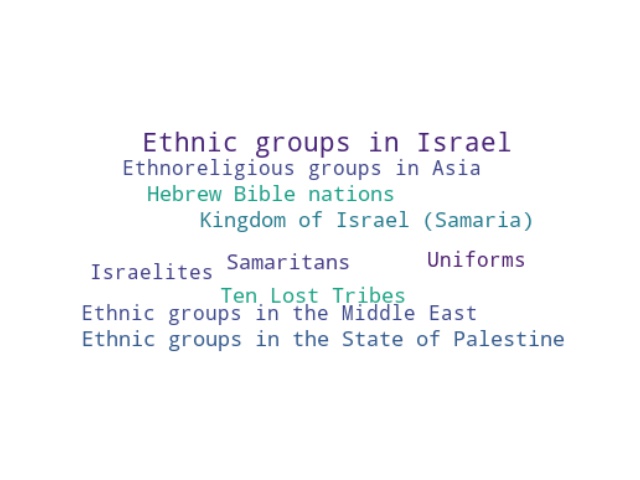 Ethnic groups in Israel
Ethnoreligious groups in Asia
Hebrew Bible nations
Kingdom of Israel (Samaria)
Israelites Samaritans Uniforms
Ten Lost Tribes
Ethnic groups in the Middle East
Ethnic groups in the State of Palestine